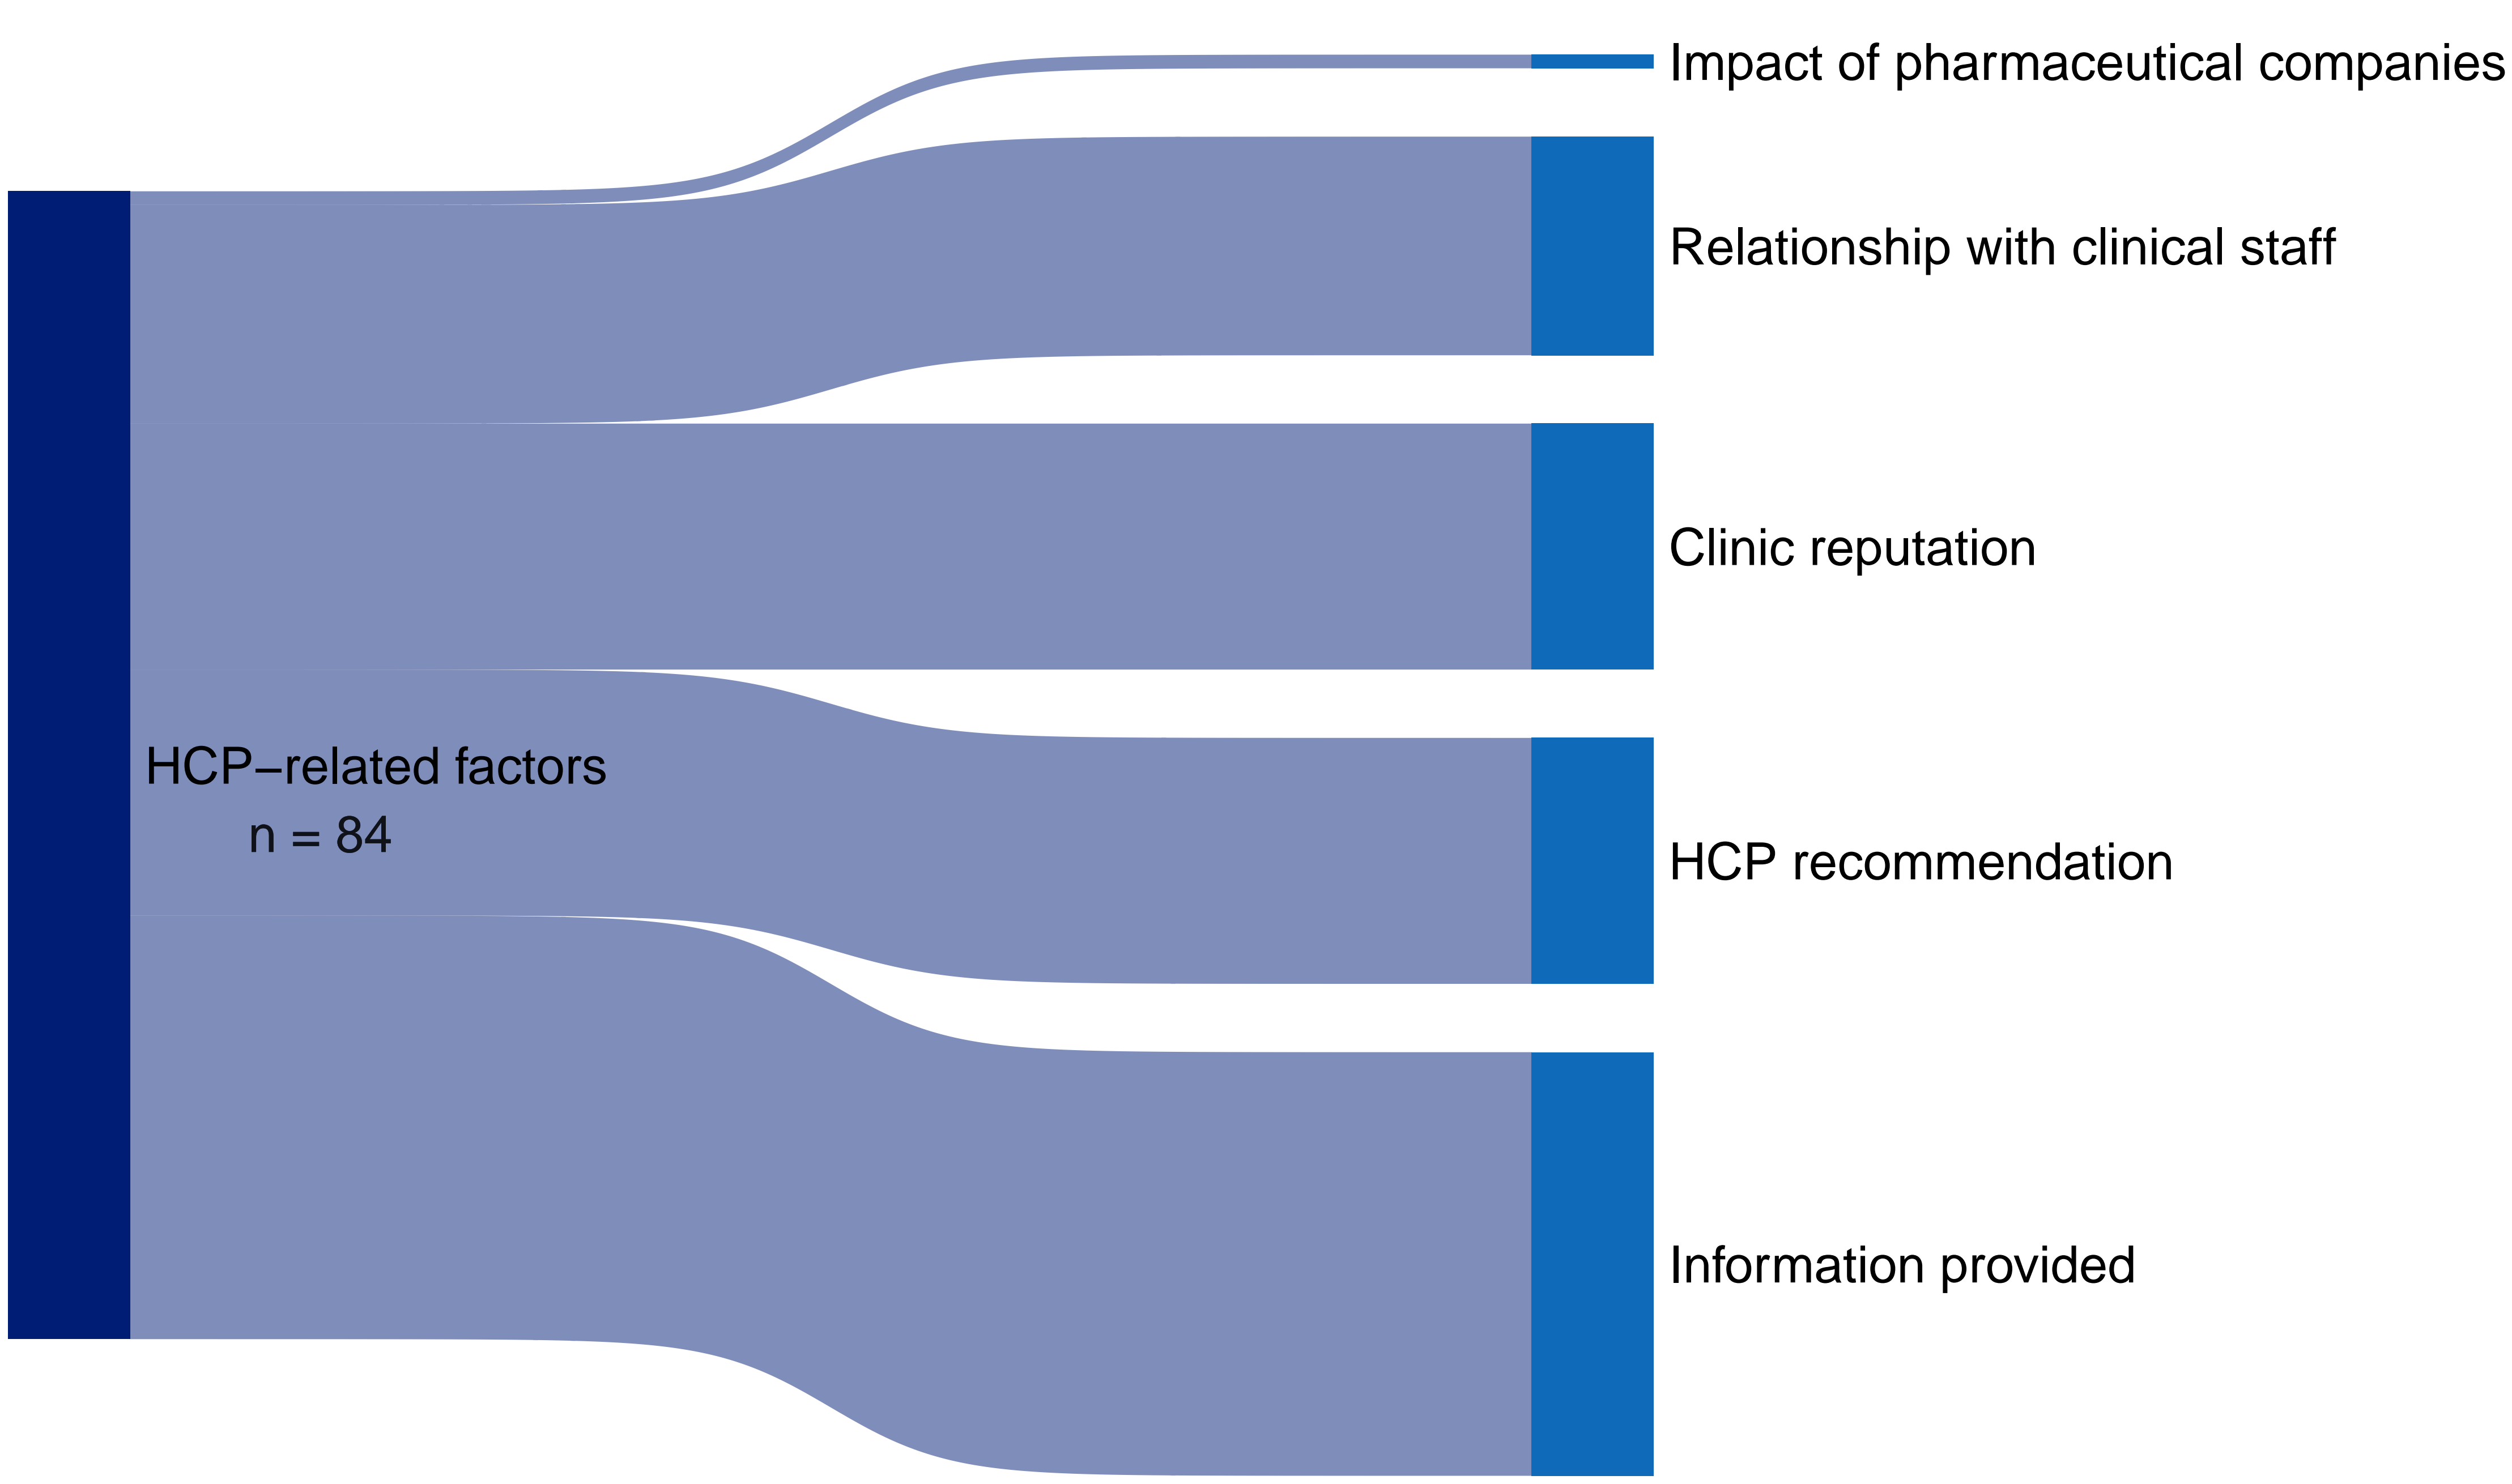 Impact of pharmaceutical companies
Relationship with clinical staff
Clinic reputation
HCP–related factors
n = 84
HCP recommendation
Information provided